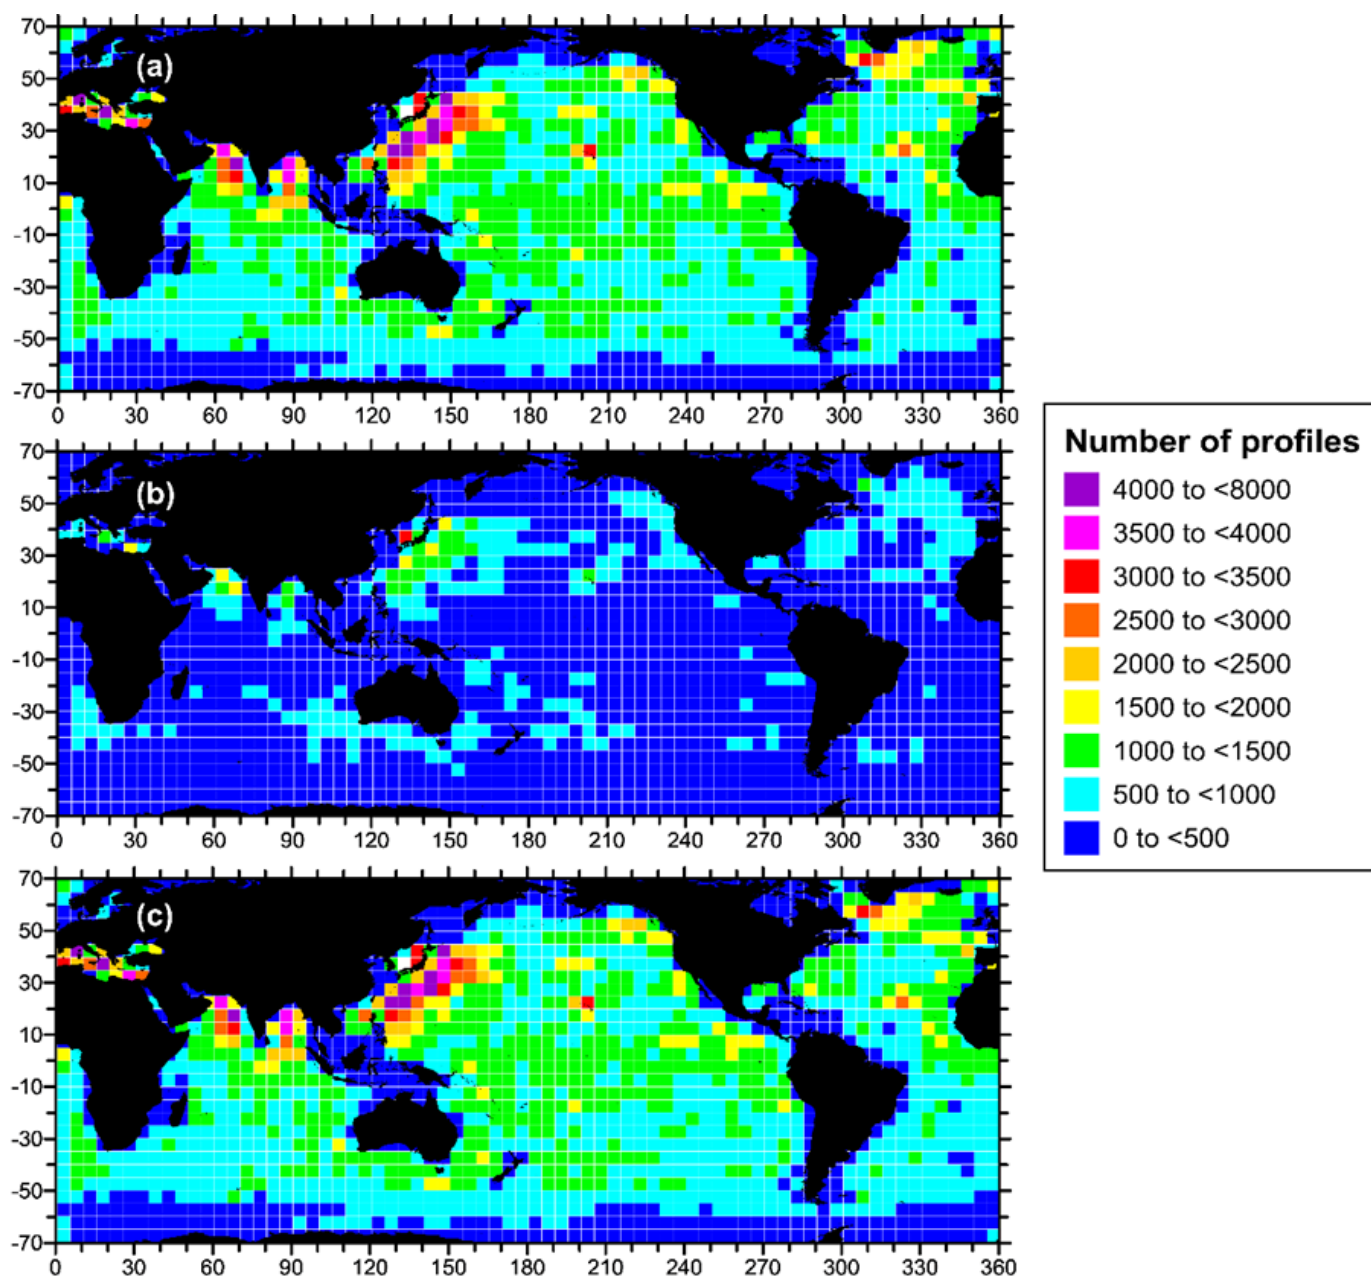 70
50
30
10
-10
-30
-50
-70
(a)
0 30 60 90 120 150 180 210 240 270 300 330 360
70
50
30
10
-10
-30
-50
-70
(b)
0 30 60 90 120 150 180 210 240 270 300 330 360
70
50
30
10
-10
-30
-50
-70
(c)
0 30 60 90 120 150 180 210 240 270 300 330 360
Number of profiles
4000 to <8000
3500 to <4000
3000 to <3500
2500 to <3000
2000 to <2500
1500 to <2000
1000 to <1500
500 to <1000
0 to <500